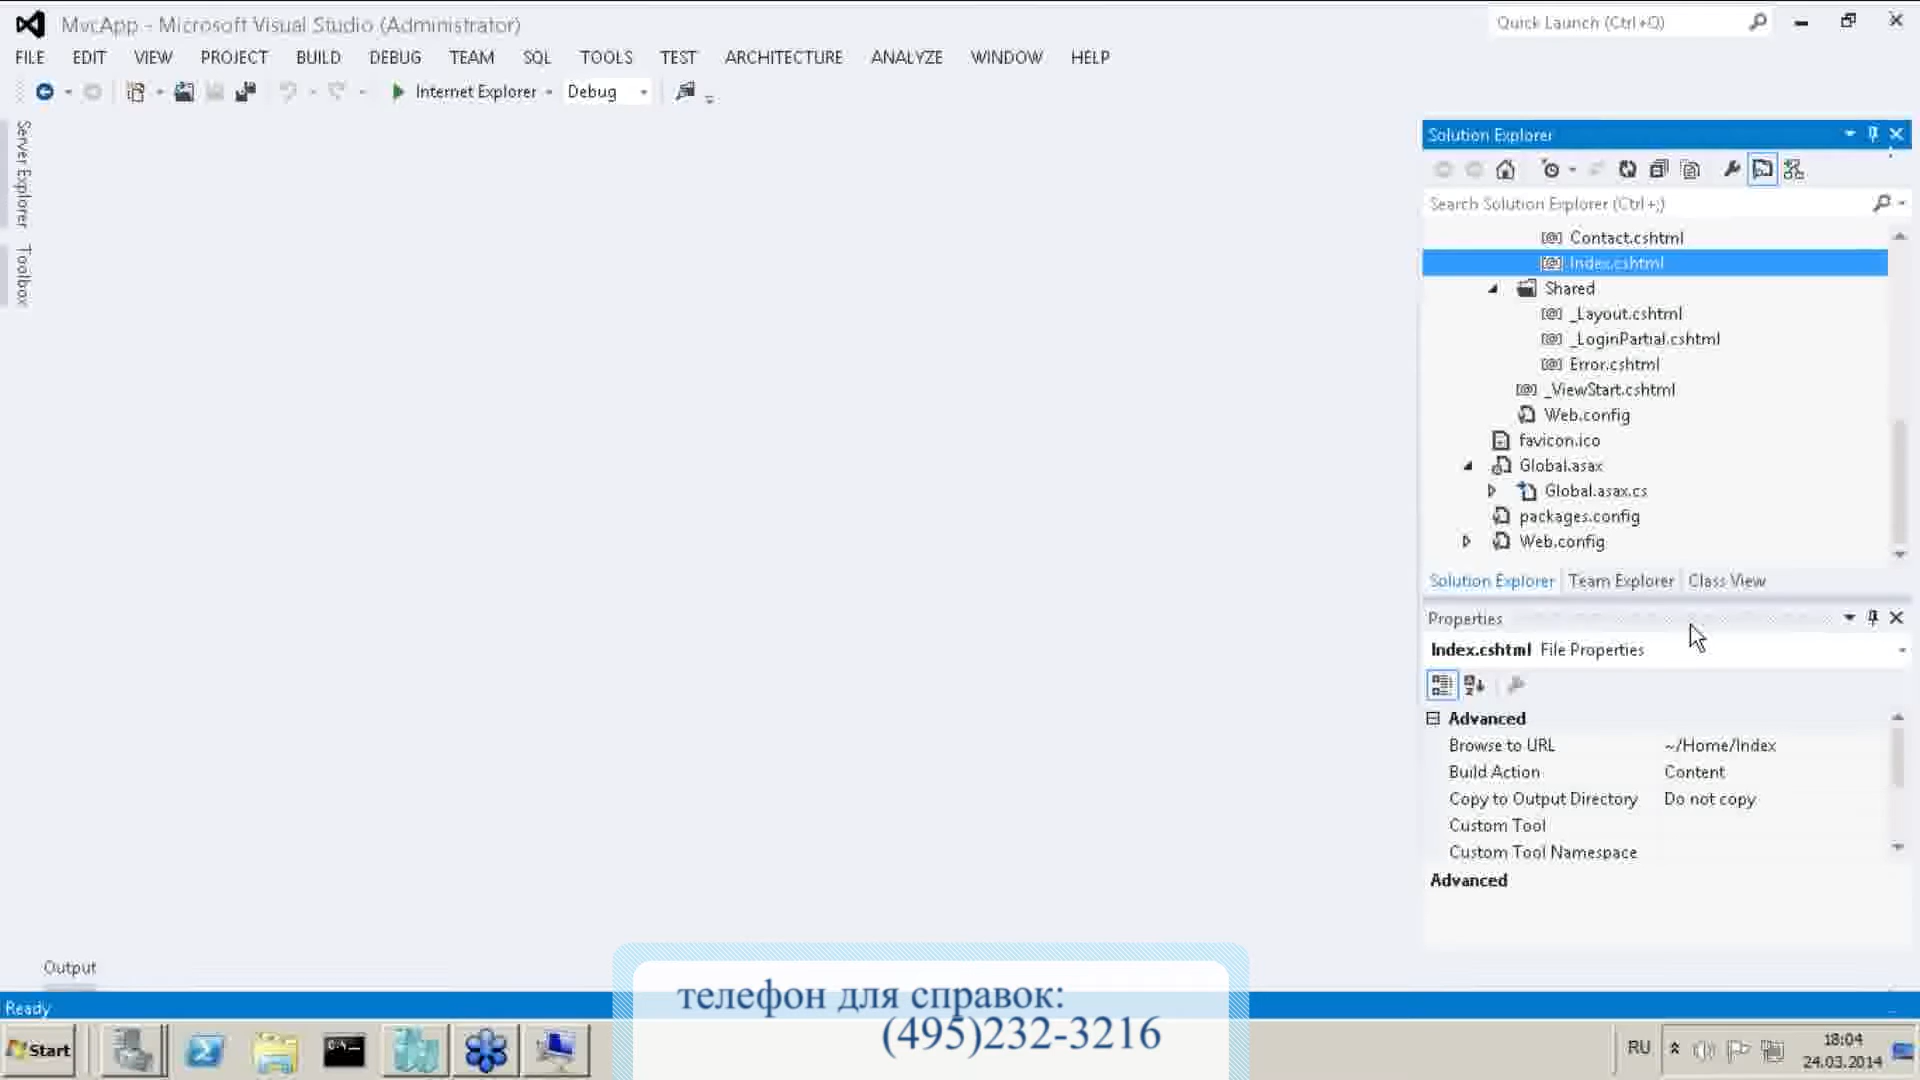 MvcApp - Microsoft Visual Studio (Administrator)
Quick Launch (Ctrl+Q)
FILE EDIT VIEW PROJECT BUILD DEBUG TEAM SQL TOOLS TEST ARCHITECTURE ANALYZE WINDOW HELP
Internet Explorer
Debug
Server Explorer
Toolbox
Solution Explorer
Search Solution Explorer (Ctrl+;)
Contact.cshtml
Index.cshtml
Shared
_Layout.cshtml
_LoginPartial.cshtml
Error.cshtml
_ViewStart.cshtml
Web.config
favicon.ico
Global.asax
Global.asax.cs
packages.config
Web.config
Solution Explorer Team Explorer Class View
Properties
Index.cshtml File Properties
Advanced
Browse to URL ~/Home/Index
Build Action Content
Copy to Output Directory Do not copy
Custom Tool
Custom Tool Namespace
Advanced
Output
Ready
телефон для справок:
(495)232-3216
Start
RU
18:04
24.03.2014